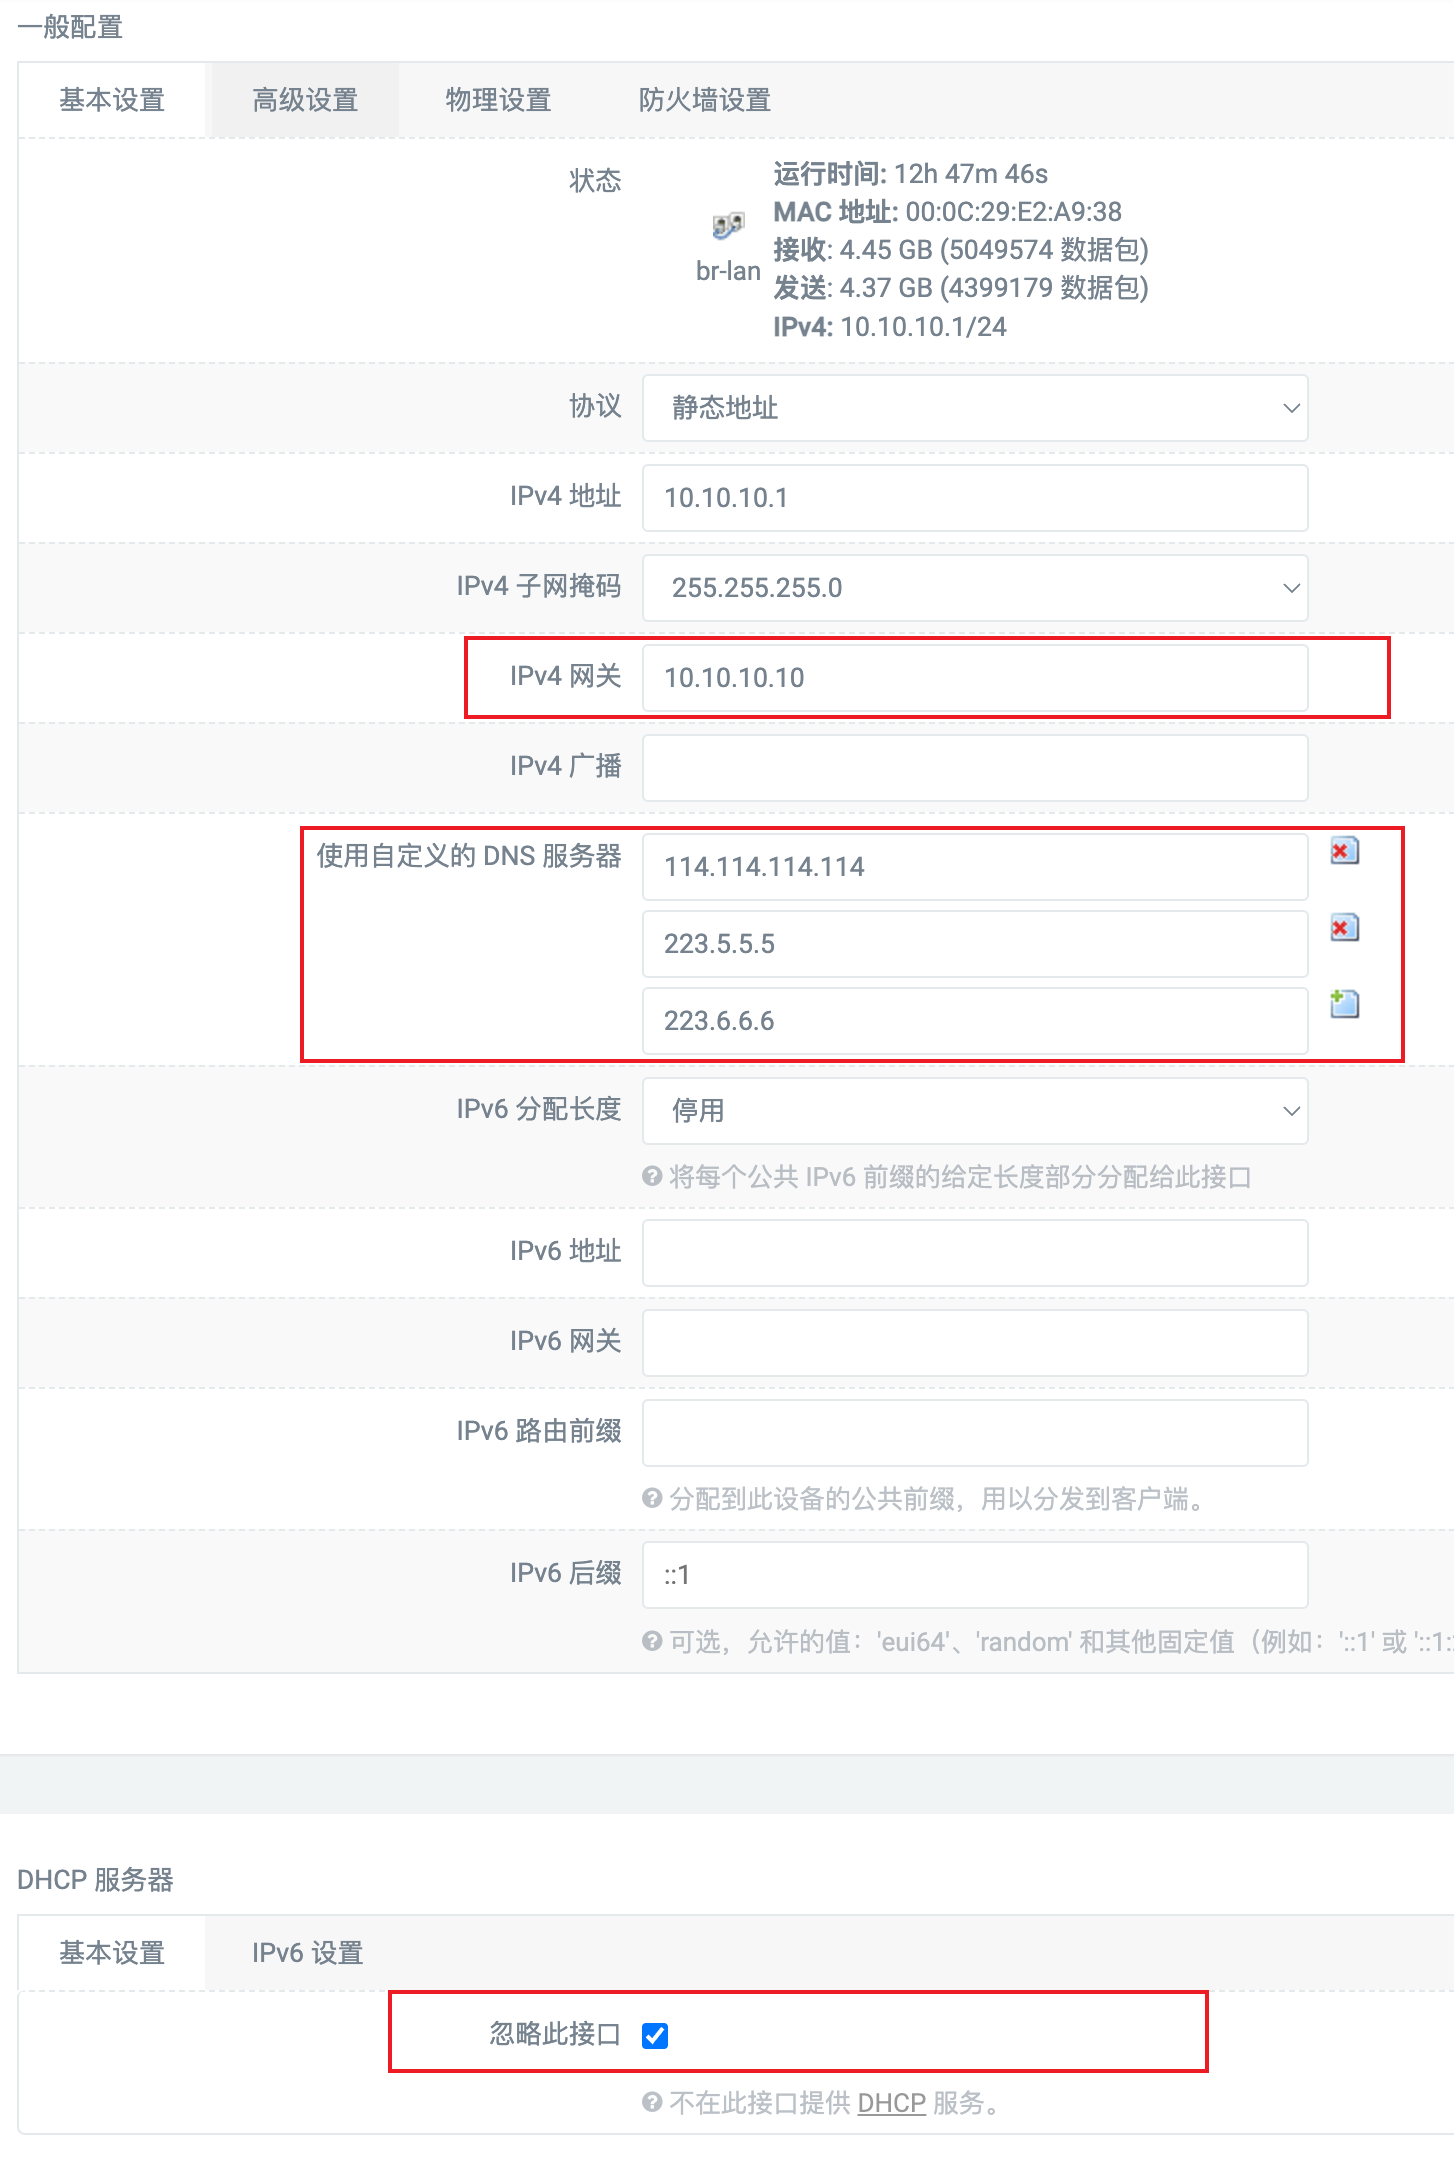 一般配置
基本设置 高级设置 物理设置 防火墙设置
状态
br-lan
运行时间: 12h 47m 46s
MAC 地址: 00:0C:29:E2:A9:38
接收: 4.45 GB (5049574 数据包)
发送: 4.37 GB (4399179 数据包)
IPv4: 10.10.10.1/24
协议 静态地址
IPv4 地址 10.10.10.1
IPv4 子网掩码 255.255.255.0
IPv4 网关 10.10.10.10
IPv4 广播
使用自定义的 DNS 服务器 114.114.114.114
223.5.5.5
223.6.6.6
IPv6 分配长度 停用
将每个公共 IPv6 前缀的给定长度部分分配给此接口
IPv6 地址
IPv6 网关
IPv6 路由前缀
分配到此设备的公共前缀，用以分发到客户端。
IPv6 后缀 ::1
可选，允许的值：'eui64'、'random' 和其他固定值（例如：'::1' 或 '::1:
DHCP 服务器
基本设置 IPv6 设置
忽略此接口
不在此接口提供 DHCP 服务。